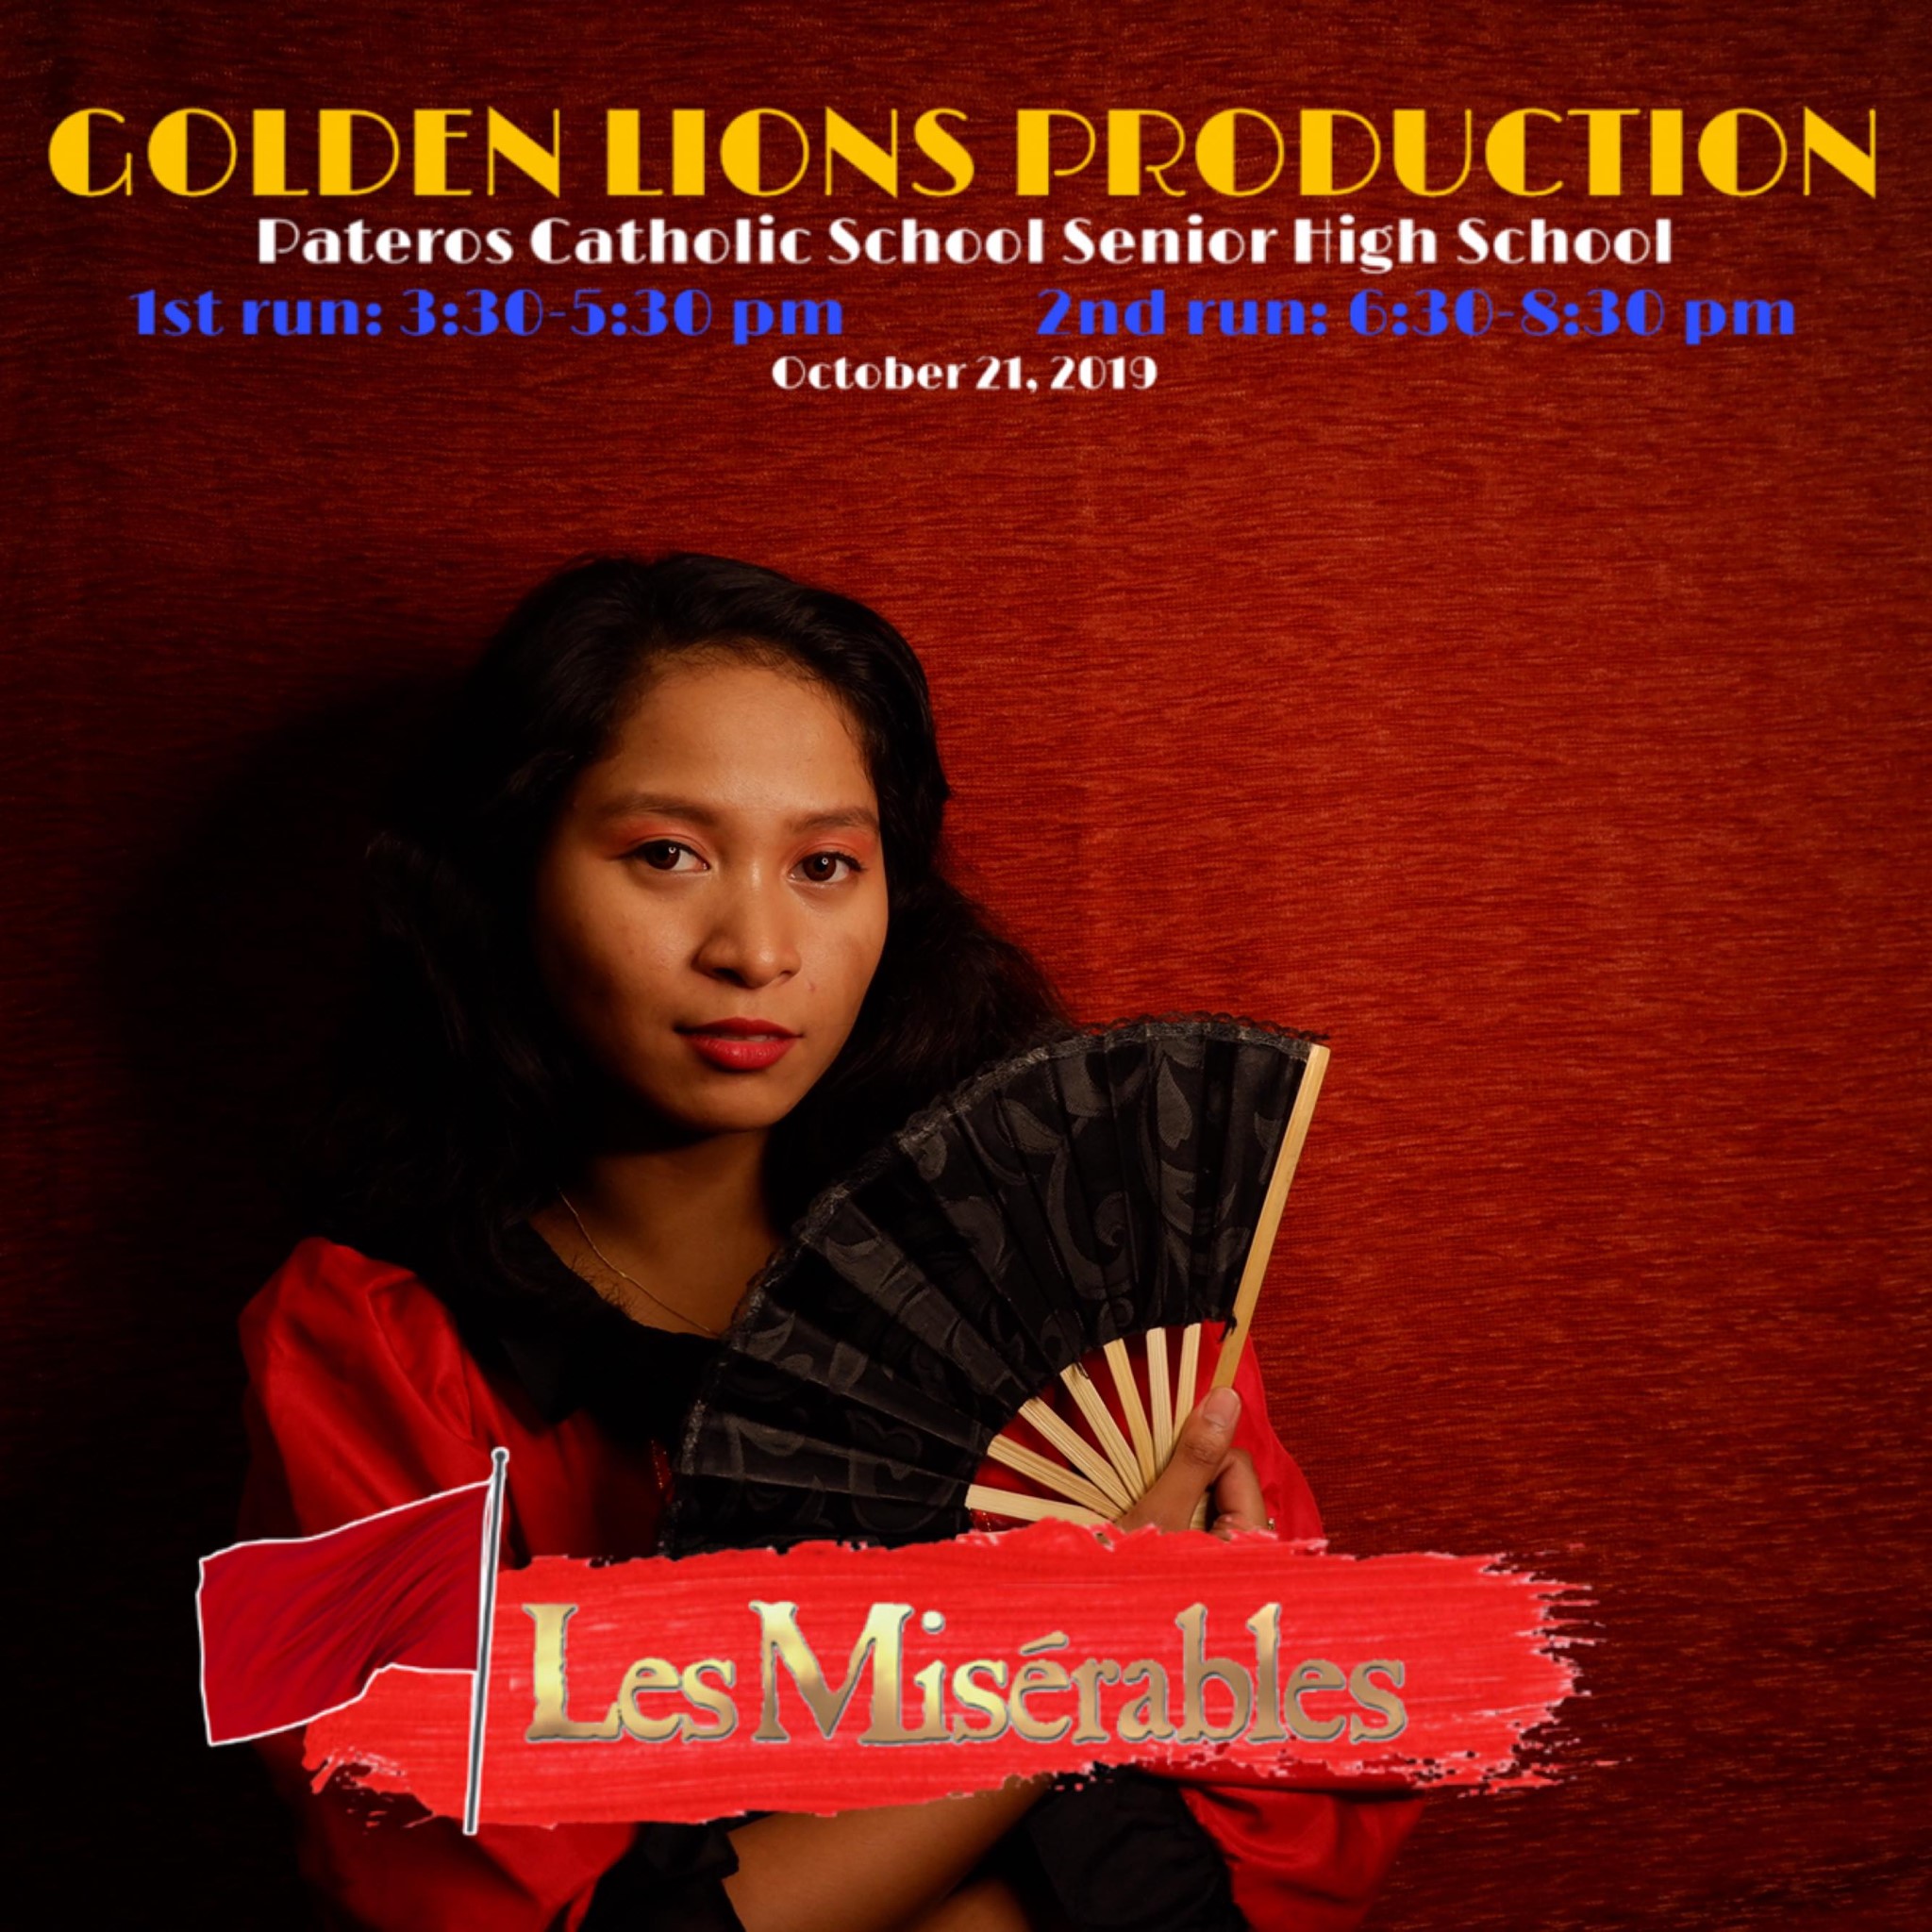 GOLDEN LIONS PRODUCTION
Pateros Catholic School Senior High School
1st run: 3:30-5:30 pm 2nd run: 6:30-8:30 pm
October 21, 2019
Les Misérables